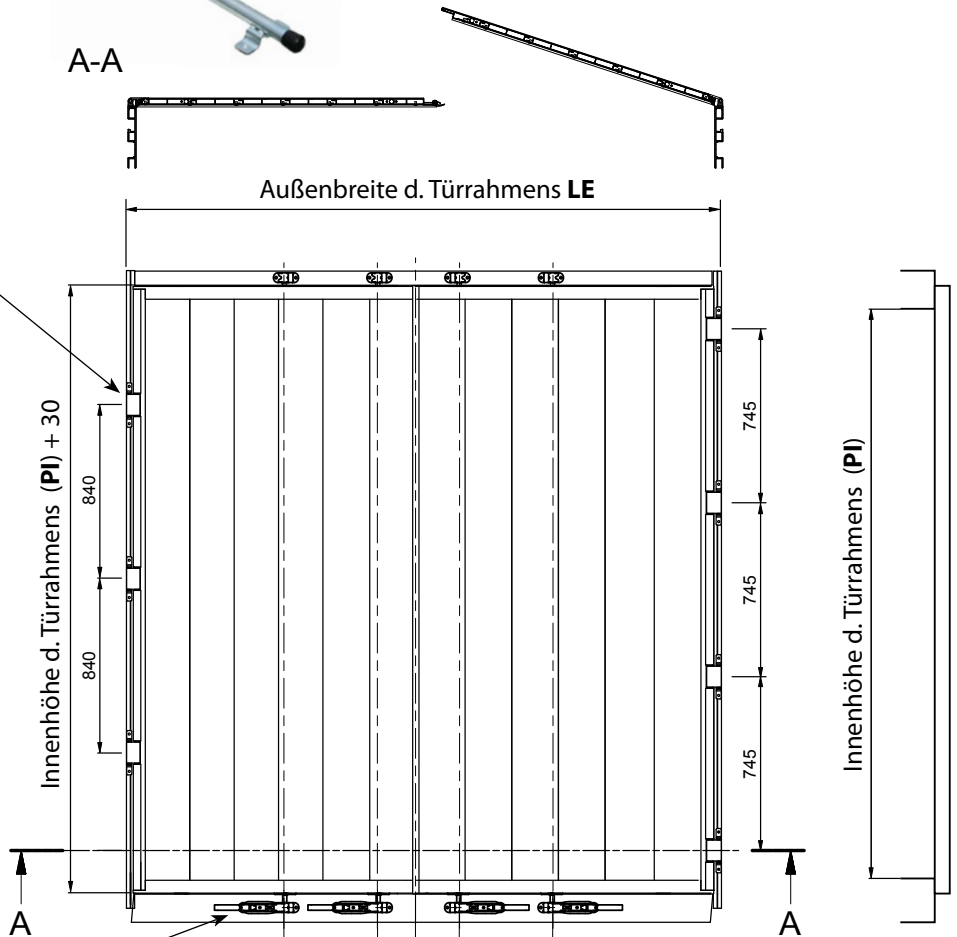 A-A
Außenbreite d. Türrahmens LE
Innenhöhe d. Türrahmens (PI) + 30
840
840
745
745
745
Innenhöhe d. Türrahmens (PI)
A
A